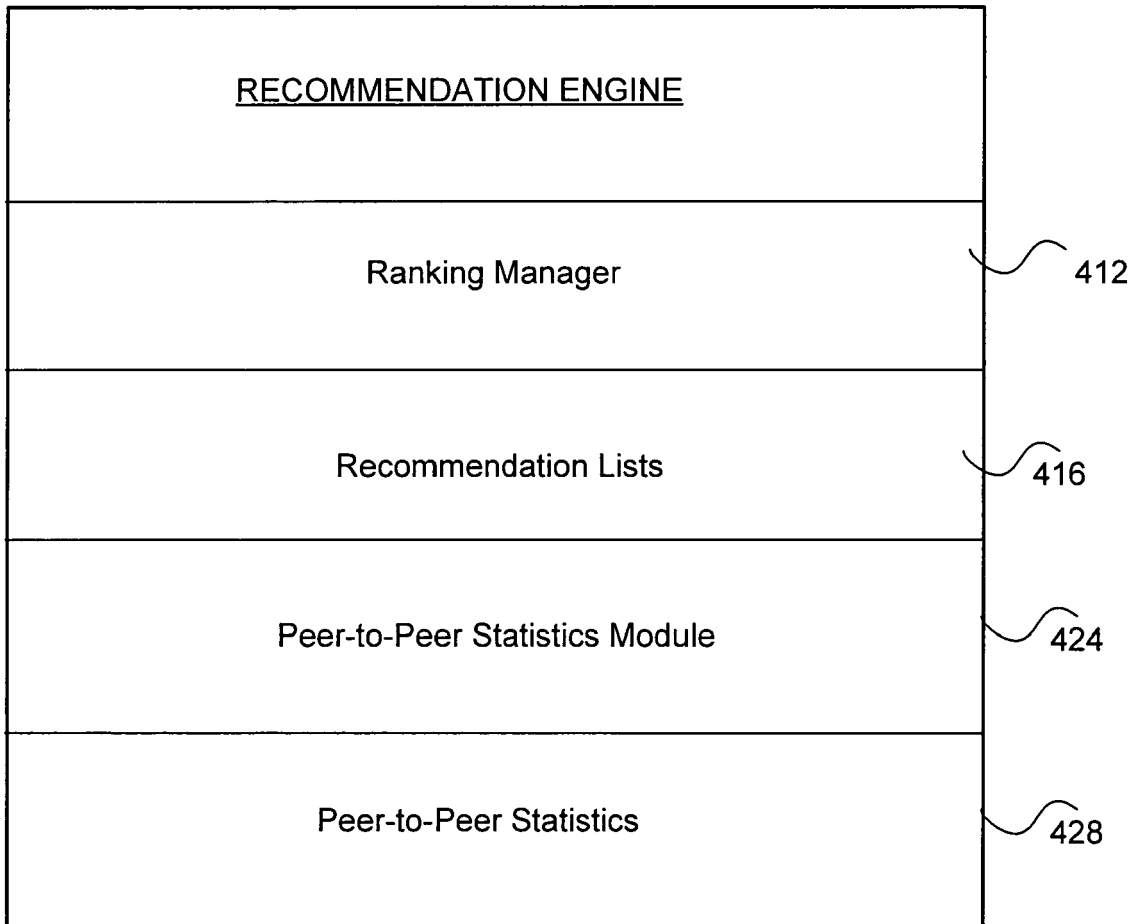 RECOMMENDATION ENGINE
Ranking Manager
412
Recommendation Lists
416
Peer-to-Peer Statistics Module
424
Peer-to-Peer Statistics
428